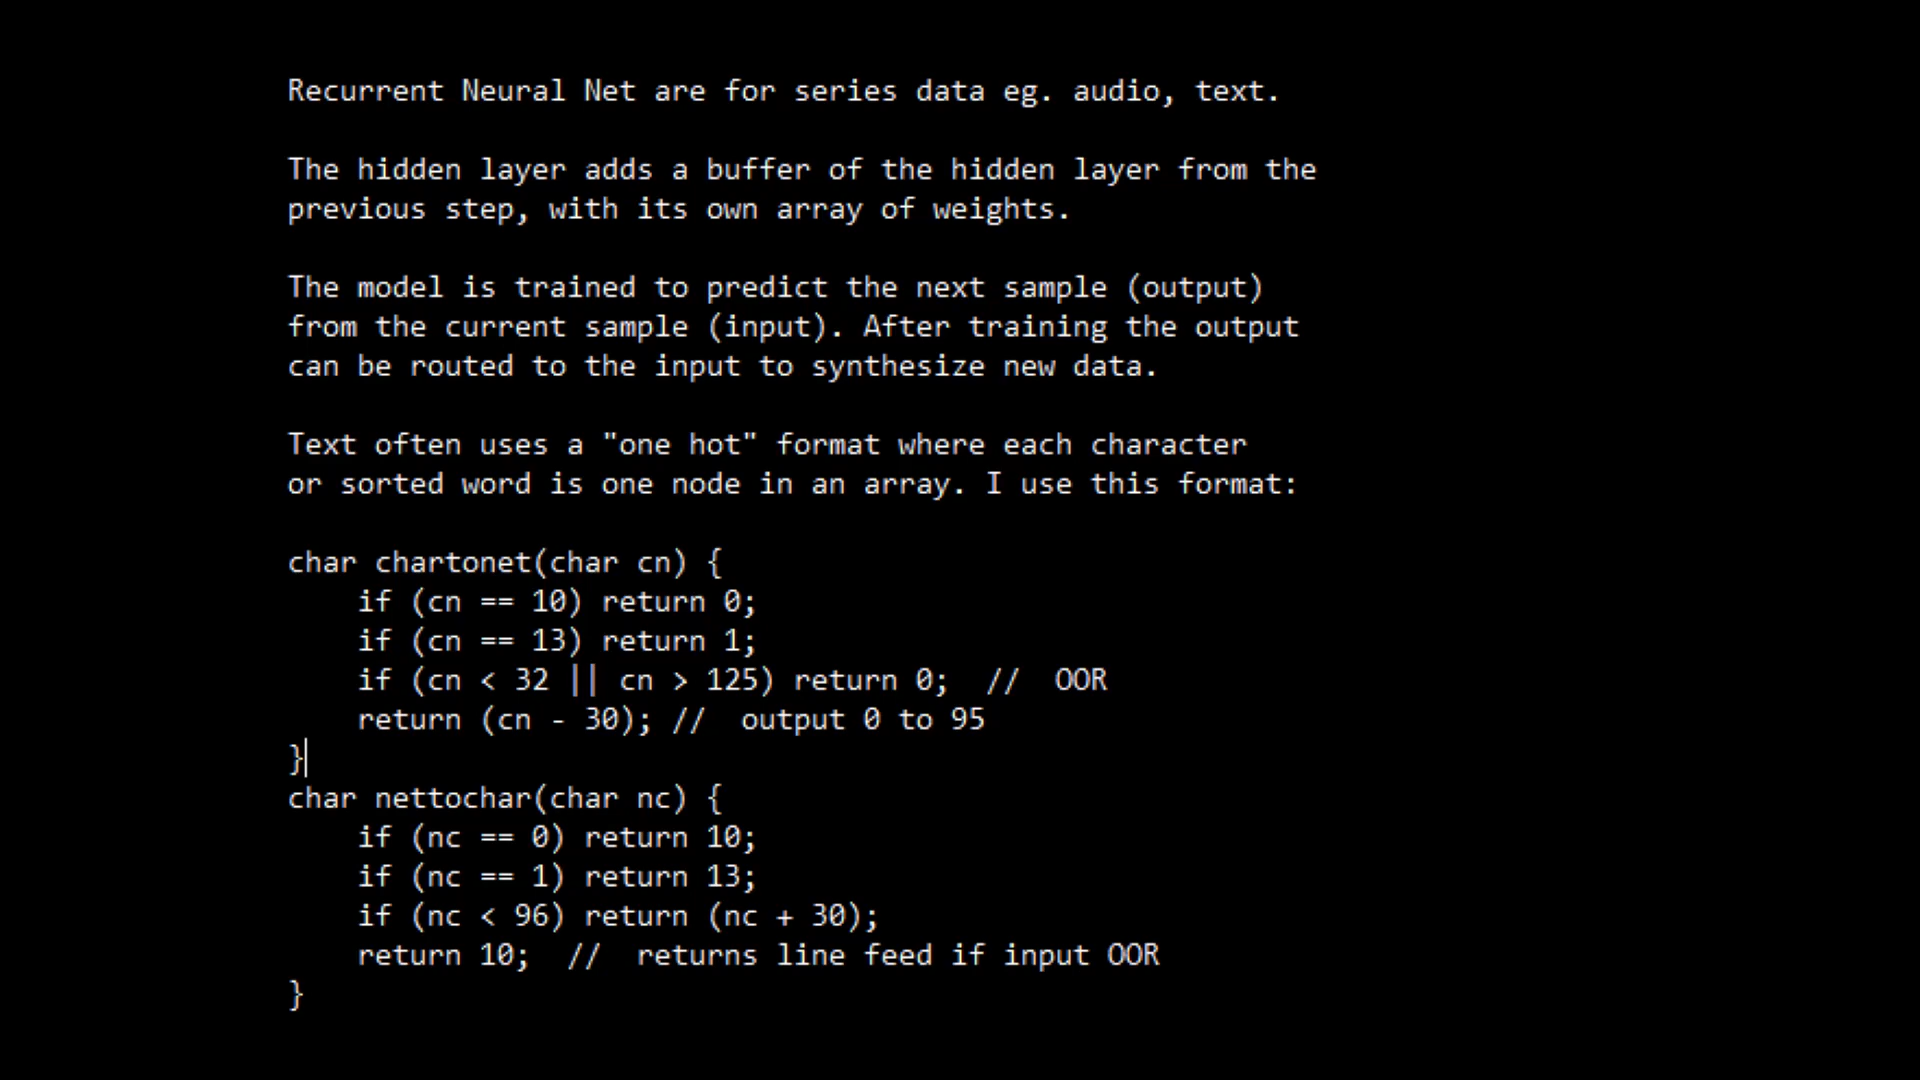 Recurrent Neural Net are for series data eg. audio, text.
The hidden layer adds a buffer of the hidden layer from the
previous step, with its own array of weights.
The model is trained to predict the next sample (output)
from the current sample (input). After training the output
can be routed to the input to synthesize new data.
Text often uses a "one hot" format where each character
or sorted word is one node in an array. I use this format:
char chartonet(char cn) {
    if (cn == 10) return 0;
    if (cn == 13) return 1;
    if (cn < 32 || cn > 125) return 0;  //  OOR
    return (cn - 30); //  output 0 to 95
}
char nettochar(char nc) {
    if (nc == 0) return 10;
    if (nc == 1) return 13;
    if (nc < 96) return (nc + 30);
    return 10;  //  returns line feed if input OOR
}